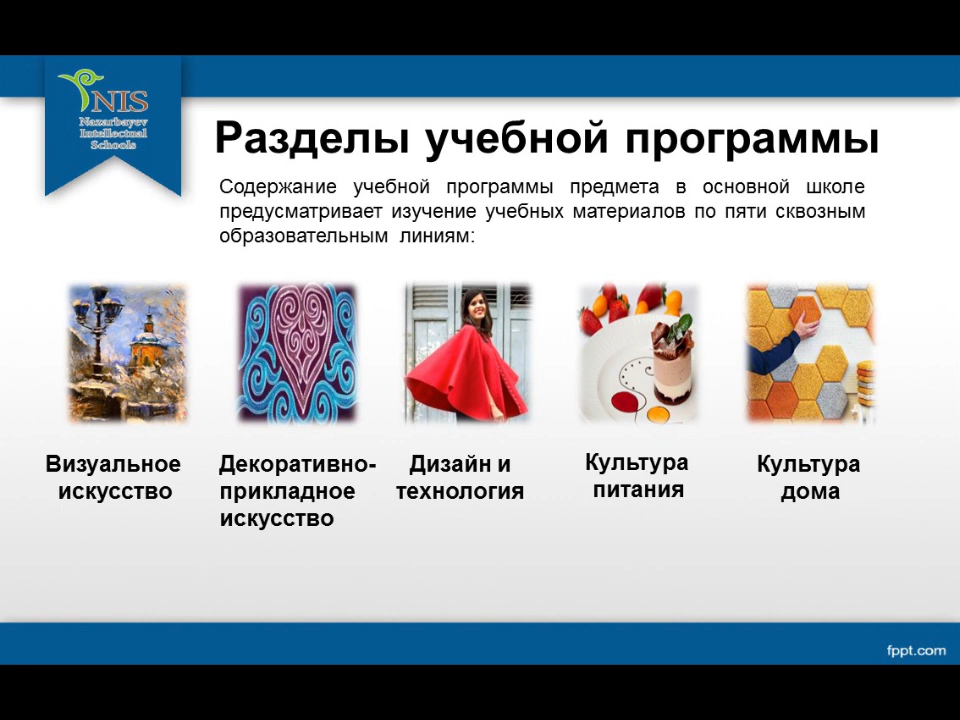 NIS
Nazarbayev
Intellectual
Schools
Разделы учебной программы
Содержание учебной программы предмета в основной школе
предусматривает изучение учебных материалов по пяти сквозным
образовательным линиям:
Визуальное
искусство
Декоративно-
прикладное
искусство
Дизайн и
технология
Культура
питания
Культура
дома
fppt.com